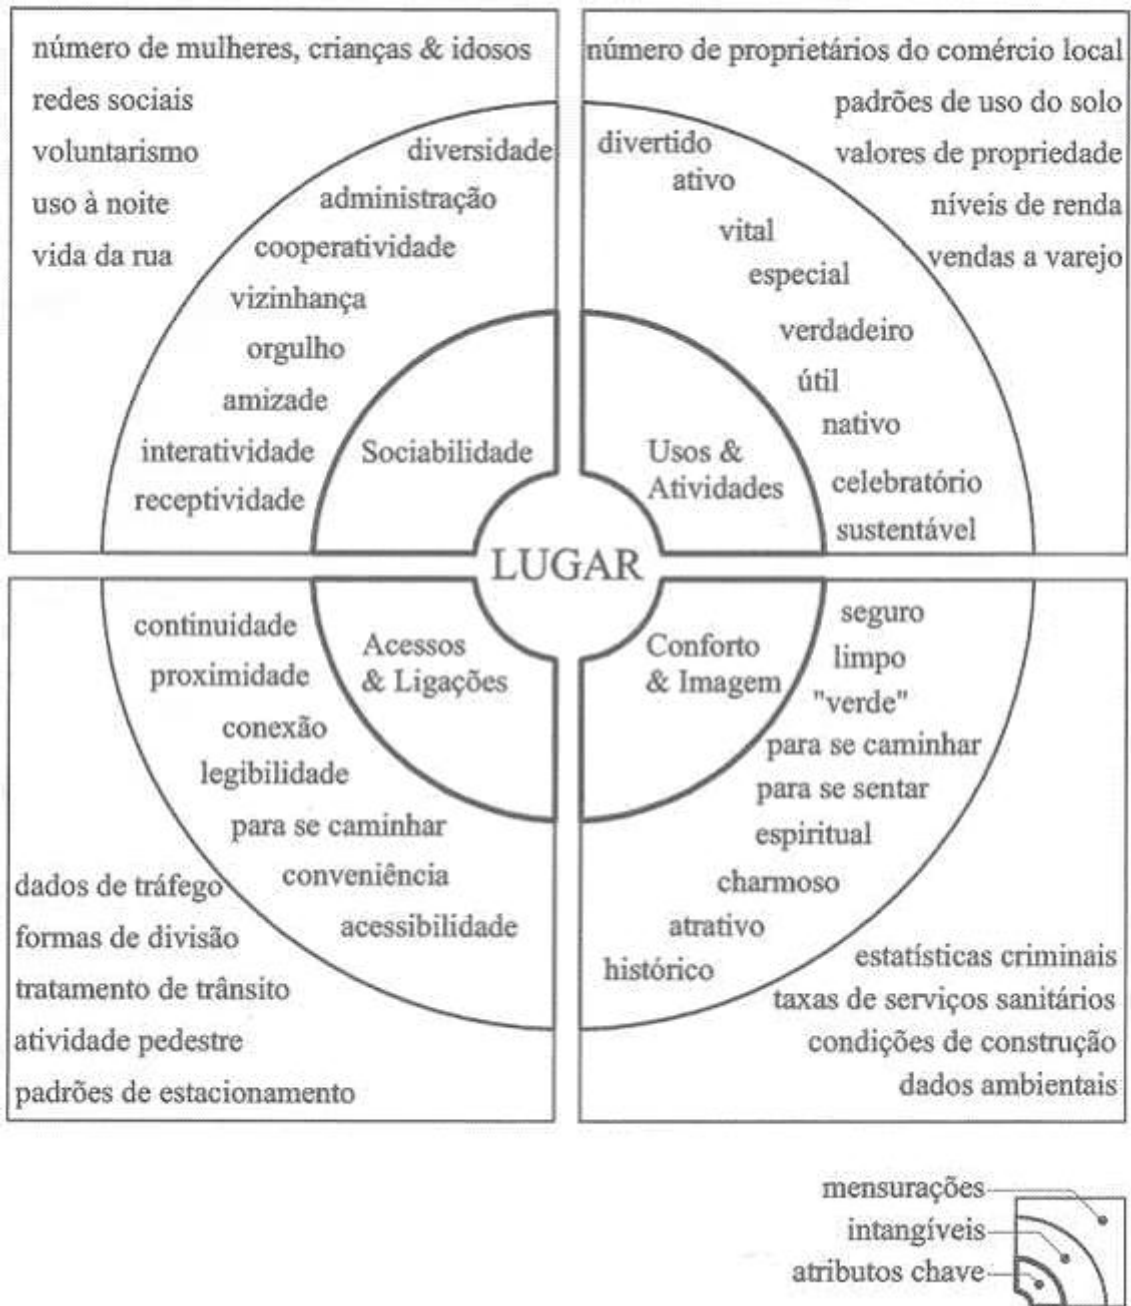 número de mulheres, crianças & idosos
redes sociais
voluntarismo
uso à noite
vida da rua
diversidade
administração
cooperatividade
vizinhança
orgulho
amizade
interatividade
receptividade
Sociabilidade
número de proprietários do comércio local
padrões de uso do solo
valores de propriedade
níveis de renda
vendas a varejo
divertido
ativo
vital
especial
verdadeiro
útil
nativo
celebratório
sustentável
Usos &
Atividades
LUGAR
Acessos
& Ligações
continuidade
proximidade
conexão
legibilidade
para se caminhar
conveniência
acessibilidade
dados de tráfego
formas de divisão
tratamento de trânsito
atividade pedestre
padrões de estacionamento
Conforto
& Imagem
seguro
limpo
"verde"
para se caminhar
para se sentar
espiritual
charmoso
atrativo
histórico
estatísticas criminais
taxas de serviços sanitários
condições de construção
dados ambientais
mensurações
intangíveis
atributos chave